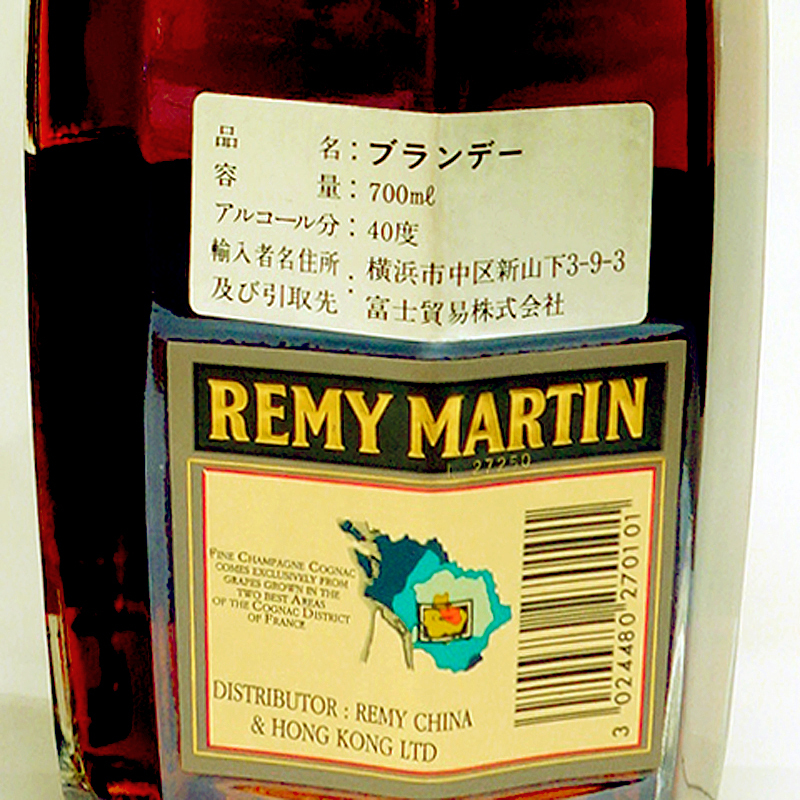 品名：ブランデー
容量：700mℓ
アルコール分：40度
輸入者名住所：横浜市中区新山下3-9-3
及び引取先 富士貿易株式会社
REMY MARTIN
L 27250
FINE CHAMPAGNE COGNAC
COMES EXCLUSIVELY FROM
GRAPES GROWN IN THE
TWO BEST AREAS
OF THE COGNAC DISTRICT
OF FRANCE
DISTRIBUTOR : REMY CHINA
& HONG KONG LTD
3 024480 270101